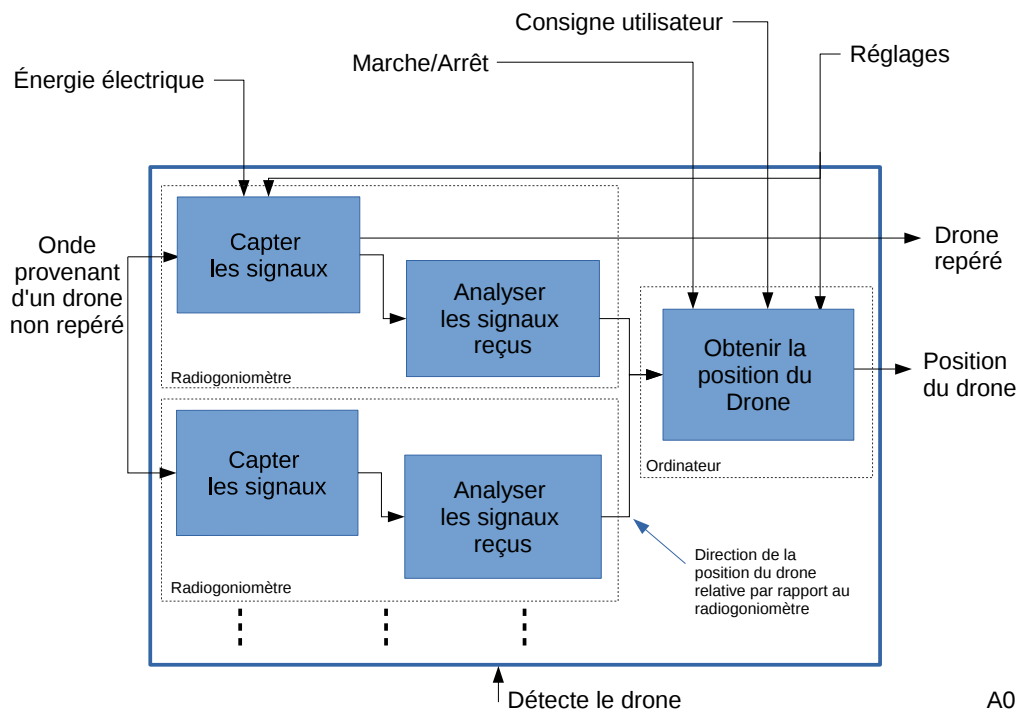 Consigne utilisateur
Marche/Arrêt
Réglages
Énergie électrique
Capter
les signaux
Onde
provenant
d'un drone
non repéré
Drone
repéré
Analyser
les signaux
reçus
Obtenir la
position du
Drone
Position
du drone
Radiogoniomètre
Capter
les signaux
Analyser
les signaux
reçus
Ordinateur
Direction de la
position du drone
relative par rapport au
radiogoniomètre
Radiogoniomètre
Détecte le drone
A0